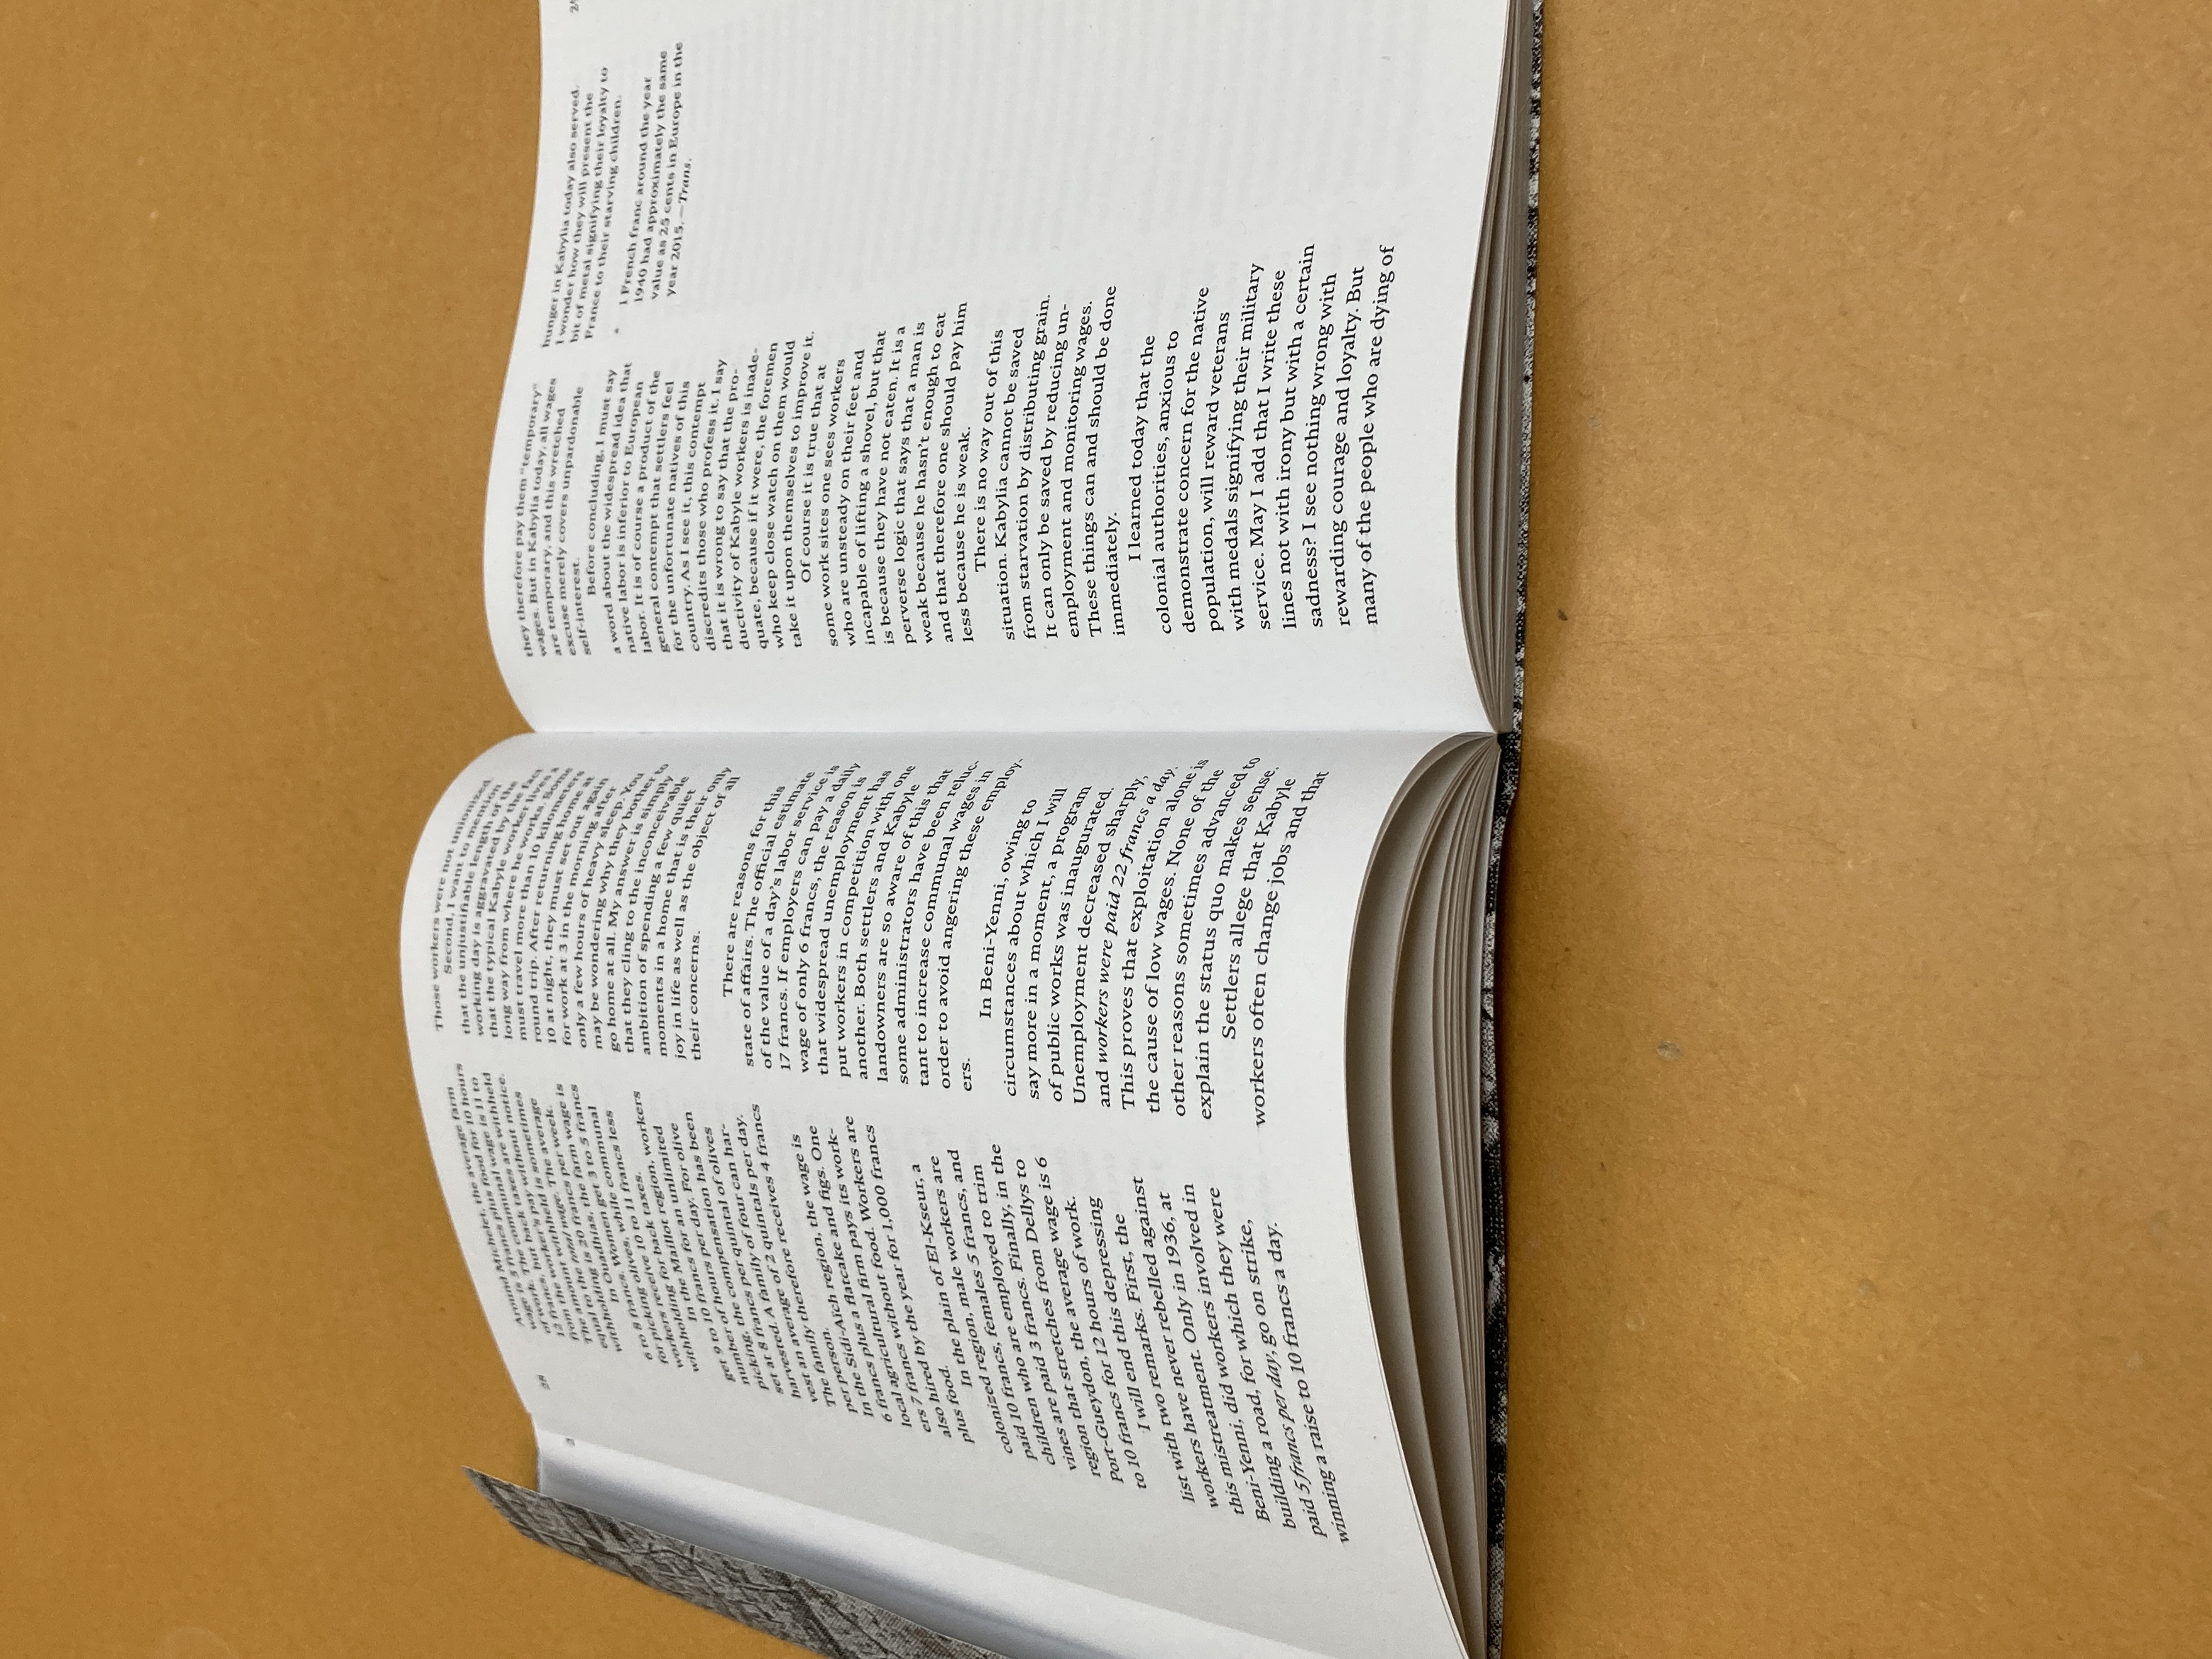 28
Around Michelet, the average farm
wage is 5 francs plus food for 10 hours
of work. The communal wage is 11 to
12 francs, but back taxes are withheld
from the worker's pay without notice.
The amount withheld is sometimes
equal to the total wage. The average
withholding is 20 francs per week.
In Ouadhias, the farm wage is
6 to 8 francs. Women get 3 to 5 francs
for picking olives, while communal
workers receive 10 to 11 francs less
withholding for back taxes.
In the Maillot region, workers
get 9 to 10 francs for an unlimited
number of hours per day. For olive
picking, the compensation has been
set at 8 francs per quintal of olives
harvested. A family of four can har-
vest an average of 2 quintals per day.
The family therefore receives 4 francs
per person.
In the Sidi-Aïch region, the wage is
6 francs plus a flatcake and figs. One
local agricultural firm pays its work-
ers 7 francs without food. Workers are
also hired by the year for 1,000 francs
plus food.
In the plain of El-Kseur, a
colonized region, male workers are
paid 10 francs, females 5 francs, and
children who are employed to trim
vines are paid 3 francs. Finally, in the
region that stretches from Dellys to
Port-Gueydon, the average wage is 6
to 10 francs for 12 hours of work.
I will end this depressing
list with two remarks. First, the
workers have never rebelled against
this mistreatment. Only in 1936, at
Beni-Yenni, did workers involved in
building a road, for which they were
paid 5 francs per day, go on strike,
winning a raise to 10 francs a day.
Those workers were not unionized.
Second, I want to mention
that the unjustifiable length of the
working day is aggravated by the fact
that the typical Kabyle worker lives a
long way from where he works. Some
must travel more than 10 kilometers
round trip. After returning home at
10 at night, they must set out again
for work at 3 in the morning after
only a few hours of heavy sleep. You
may be wondering why they bother to
go home at all. My answer is simply
that they cling to the inconceivable
ambition of spending a few quiet
moments in a home that is their only
joy in life as well as the object of all
their concerns.
There are reasons for this
state of affairs. The official estimate
of the value of a day's labor service is
17 francs. If employers can pay a daily
wage of only 6 francs, the reason is
that widespread unemployment has
put workers in competition with one
another. Both settlers and Kabyle
landowners are so aware of this that
some administrators have been reluc-
tant to increase communal wages in
order to avoid angering these employ-
ers.
In Beni-Yenni, owing to
circumstances about which I will
say more in a moment, a program
of public works was inaugurated.
Unemployment decreased sharply,
and workers were paid 22 francs a day.
This proves that exploitation alone is
the cause of low wages. None of the
other reasons sometimes advanced to
explain the status quo makes sense.
Settlers allege that Kabyle
workers often change jobs and that
they therefore pay them "temporary"
wages. But in Kabylia today, all wages
are temporary, and this wretched
excuse merely covers unpardonable
self-interest.
Before concluding, I must say
a word about the widespread idea that
native labor is inferior to European
labor. It is of course a product of the
general contempt that settlers feel
for the unfortunate natives of this
country. As I see it, this contempt
discredits those who profess it. I say
that it is wrong to say that the pro-
ductivity of Kabyle workers is inade-
quate, because if it were, the foremen
who keep close watch on them would
take it upon themselves to improve it.
Of course it is true that at
some work sites one sees workers
who are unsteady on their feet and
incapable of lifting a shovel, but that
is because they have not eaten. It is a
perverse logic that says that a man is
weak because he hasn't enough to eat
and that therefore one should pay him
less because he is weak.
There is no way out of this
situation. Kabylia cannot be saved
from starvation by distributing grain.
It can only be saved by reducing un-
employment and monitoring wages.
These things can and should be done
immediately.
I learned today that the
colonial authorities, anxious to
demonstrate concern for the native
population, will reward veterans
with medals signifying their military
service. May I add that I write these
lines not with irony but with a certain
sadness? I see nothing wrong with
rewarding courage and loyalty. But
many of the people who are dying of
hunger in Kabylia today also served.
I wonder how they will present the
bit of metal signifying their loyalty to
France to their starving children.
* 1 French franc around the year
1940 had approximately the same
value as 25 cents in Europe in the
year 2015. —Trans.